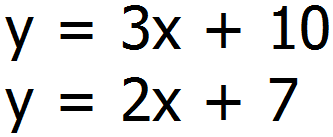 y = 3x + 10
y = 2x + 7